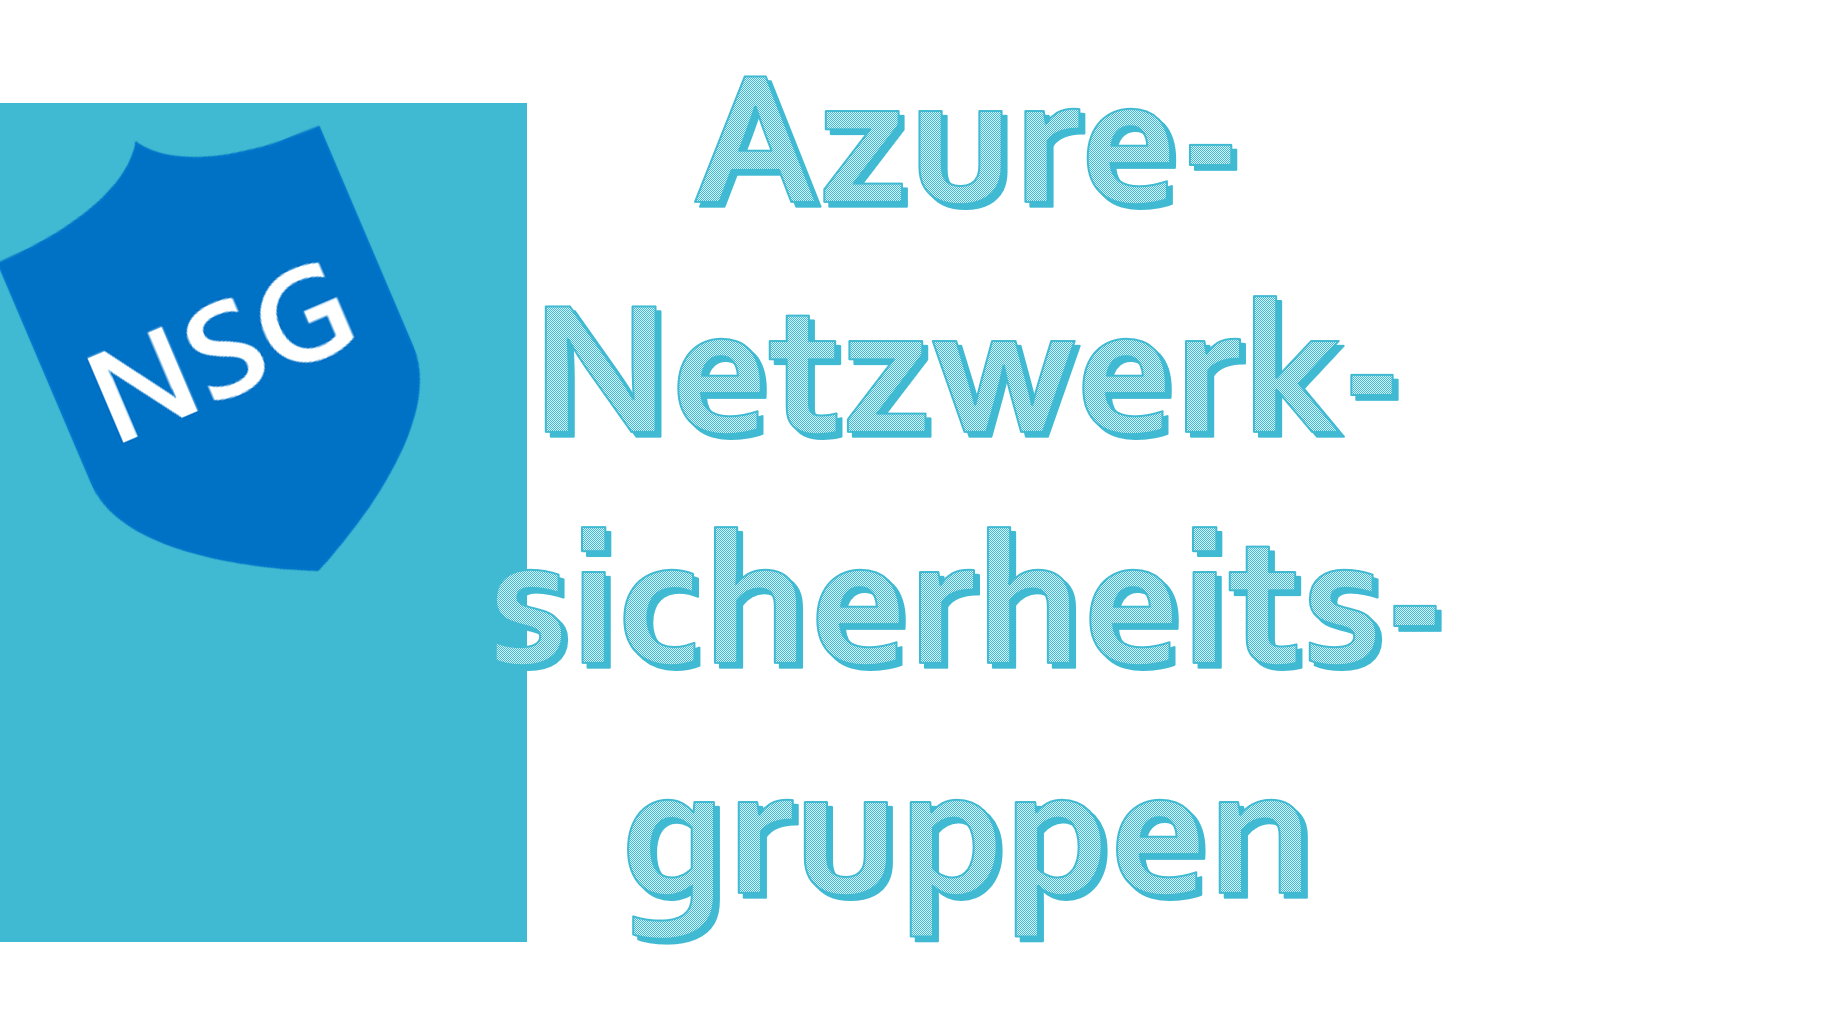 NSG
Azure-
Netzwerk-
sicherheits-
gruppen